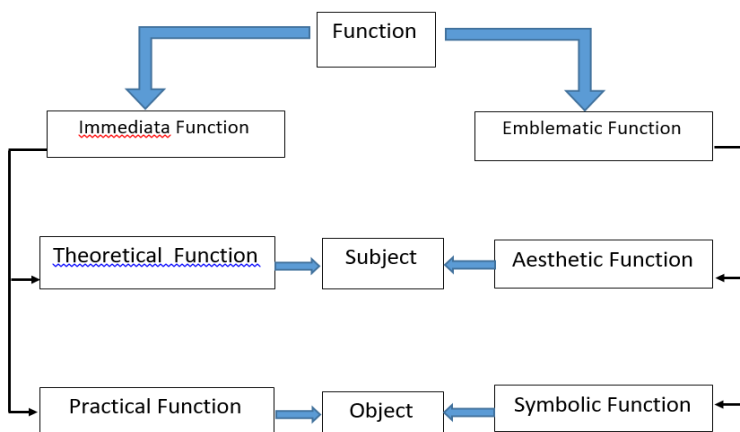 Function
Immediata Function
Emblematic Function
Theoretical Function
Subject
Aesthetic Function
Practical Function
Object
Symbolic Function